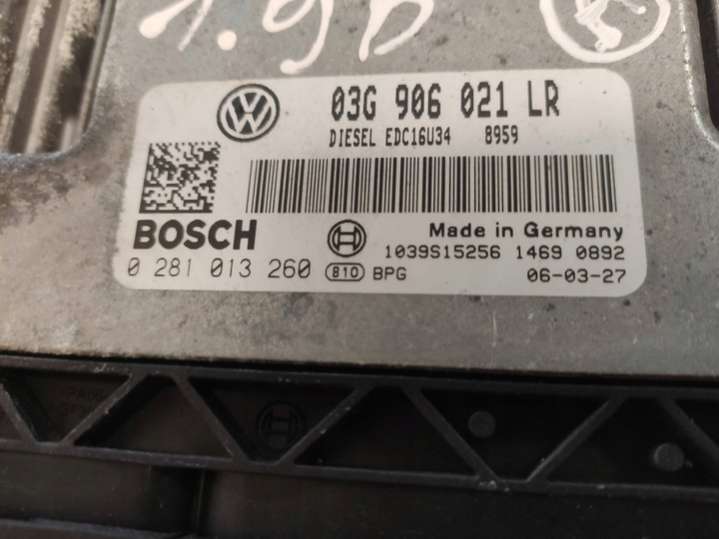 1.9D
03G 906 021 LR
DIESEL EDC16U34 8959
BOSCH
Made in Germany
1039S15256 1469 0892
0 281 013 260 810 BPG
06-03-27